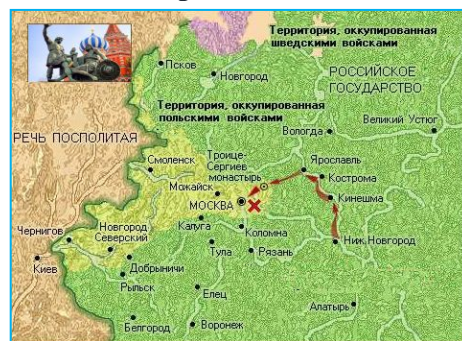 Территория, оккупированная
шведскими войсками
Псков
Новгород
РОССИЙСКОЕ
ГОСУДАРСТВО
Территория, оккупированная
польскими войсками
Великий Устюг
Вологда
РЕЧЬ ПОСПОЛИТАЯ
Троице-
Сергиев
монастырь
Смоленск
Ярославль
Можайск
Кострома
МОСКВА
Кинешма
Чернигов
Новгород
Северский
Калуга
Коломна
Ниж.Новгород
Тула
Рязань
Киев
Добрыничи
Рыльск
Елец
Алатырь
Белгород
Воронеж